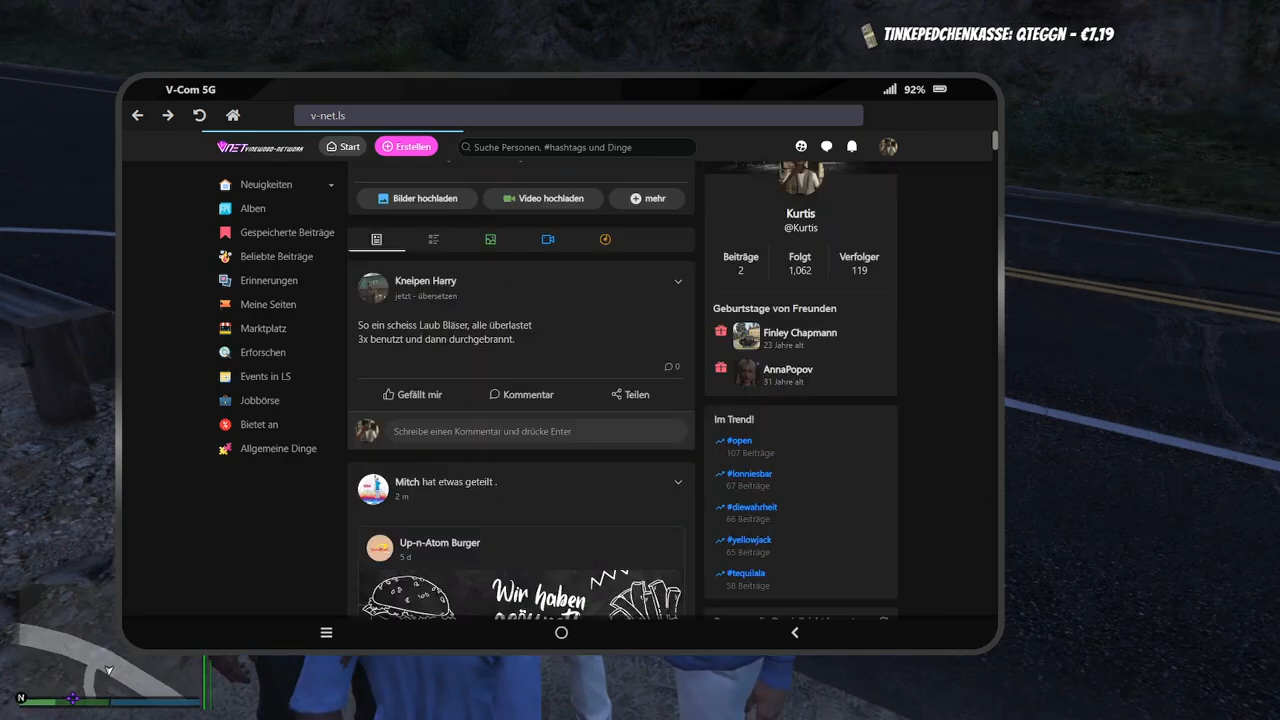 TINKEPEDCHENKASSE: QTEGGN - €7.19
V-Com 5G
92%
v-net.ls
VNET VINEWOOD-NETWORK
Start
Erstellen
Suche Personen, #hashtags und Dinge
Neuigkeiten
Alben
Gespeicherte Beiträge
Beliebte Beiträge
Erinnerungen
Meine Seiten
Marktplatz
Erforschen
Events in LS
Jobbörse
Bietet an
Allgemeine Dinge
Bilder hochladen
Video hochladen
mehr
Kneipen Harry
jetzt - übersetzen
So ein scheiss Laub Bläser, alle überlastet
3x benutzt und dann durchgebrannt.
0
Gefällt mir
Kommentar
Teilen
Schreibe einen Kommentar und drücke Enter
Mitch hat etwas geteilt .
2 m
Up-n-Atom Burger
5 d
Wir haben
Kurtis
@Kurtis
Beiträge
2
Folgt
1,062
Verfolger
119
Geburtstage von Freunden
Finley Chapmann
23 Jahre alt
AnnaPopov
31 Jahre alt
Im Trend!
#open
107 Beiträge
#lonniesbar
67 Beiträge
#diewahrheit
66 Beiträge
#yellowjack
65 Beiträge
#tequilala
58 Beiträge
N